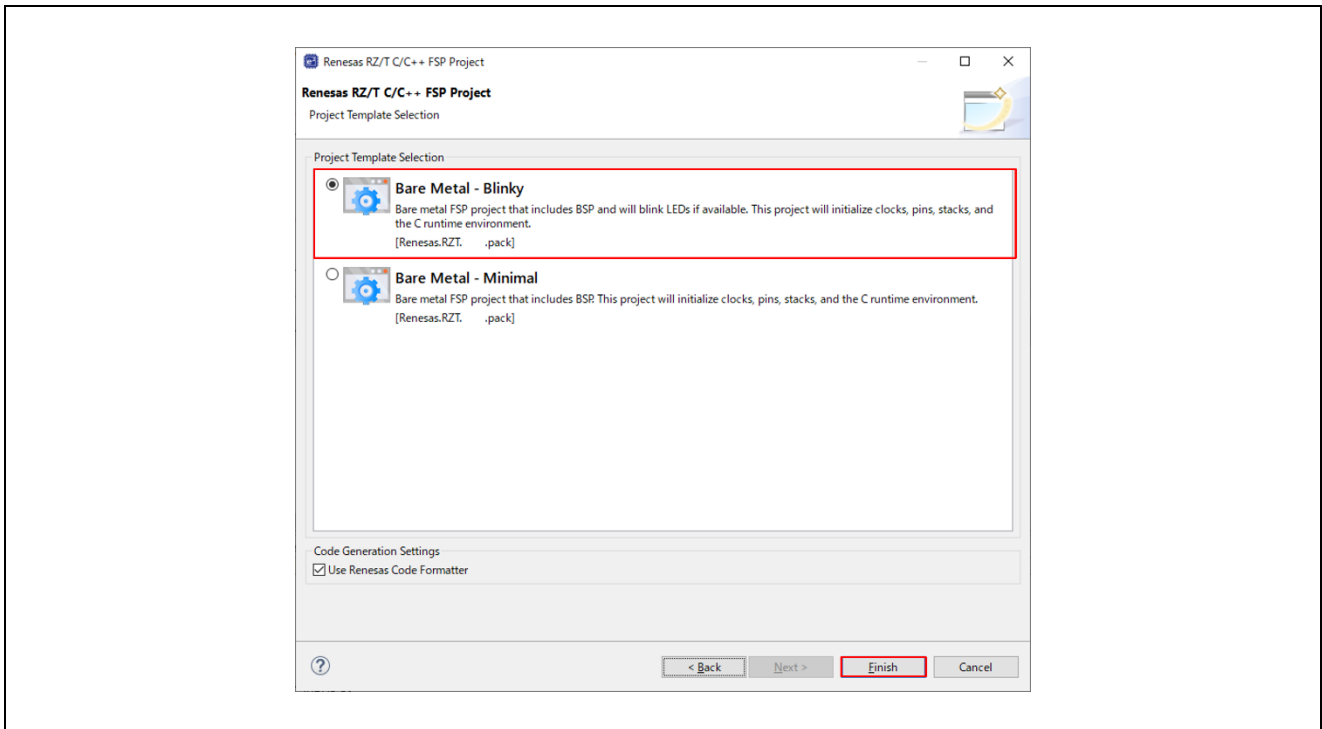 Renesas RZ/T C/C++ FSP Project
Renesas RZ/T C/C++ FSP Project
Project Template Selection
Project Template Selection
Bare Metal - Blinky
Bare metal FSP project that includes BSP and will blink LEDs if available. This project will initialize clocks, pins, stacks, and
the C runtime environment.
[Renesas.RZT. .pack]
Bare Metal - Minimal
Bare metal FSP project that includes BSP. This project will initialize clocks, pins, stacks, and the C runtime environment.
[Renesas.RZT. .pack]
Code Generation Settings
Use Renesas Code Formatter
< Back Next > Finish Cancel